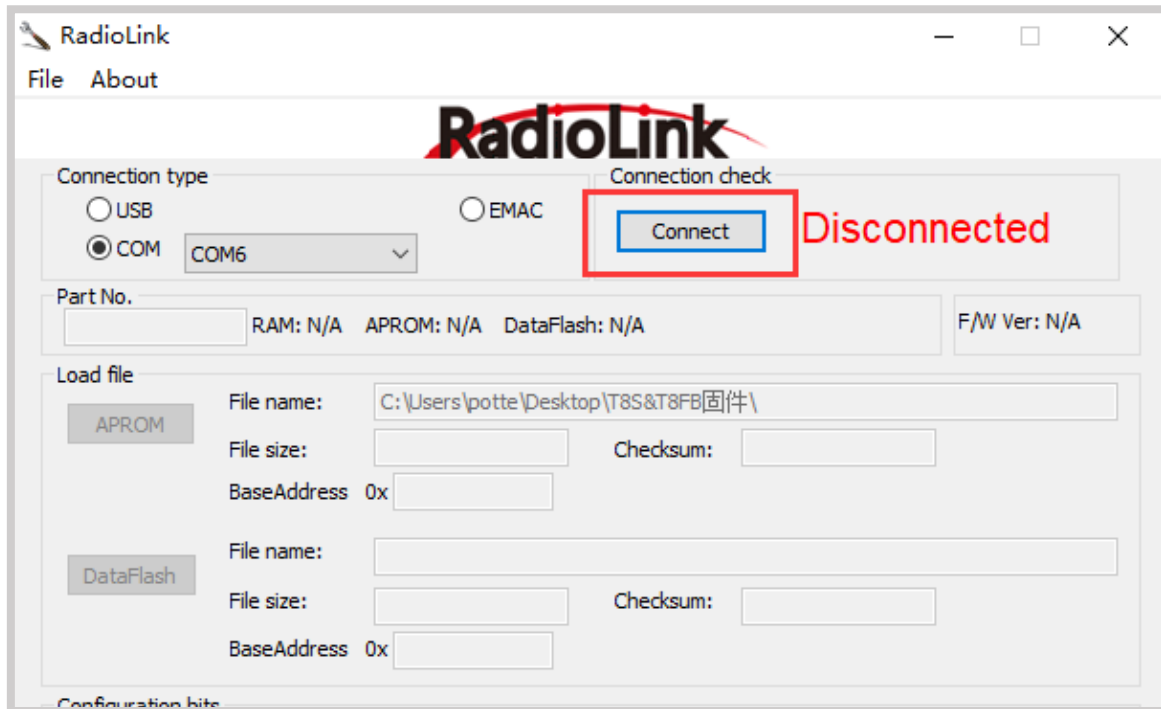 RadioLink
File About
RadioLink
Connection type
Connection check
USB
EMAC
COM
COM6
Connect
Disconnected
Part No.
RAM: N/A APROM: N/A DataFlash: N/A
F/W Ver: N/A
Load file
APROM
File name:
C:\Users\potte\Desktop\T8S&T8FB固件\
File size:
Checksum:
BaseAddress 0x
DataFlash
File name:
File size:
Checksum:
BaseAddress 0x
Configuration bits